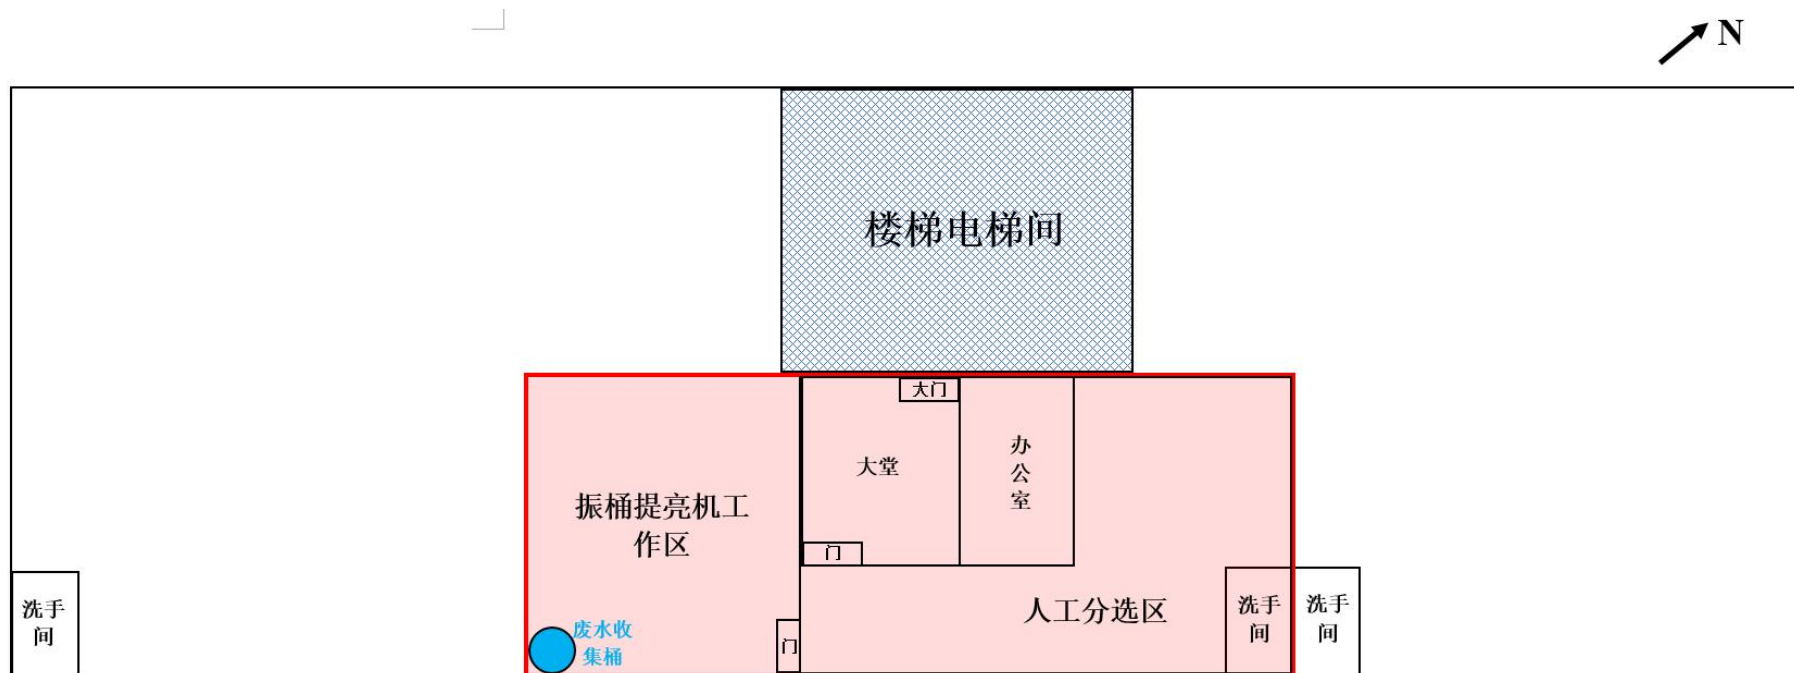 N
楼梯电梯间
大门
大堂
办
公
室
振桶提亮机工
作区
门
人工分选区
洗手
间
洗手
间
洗手
间
废水收
集桶
门